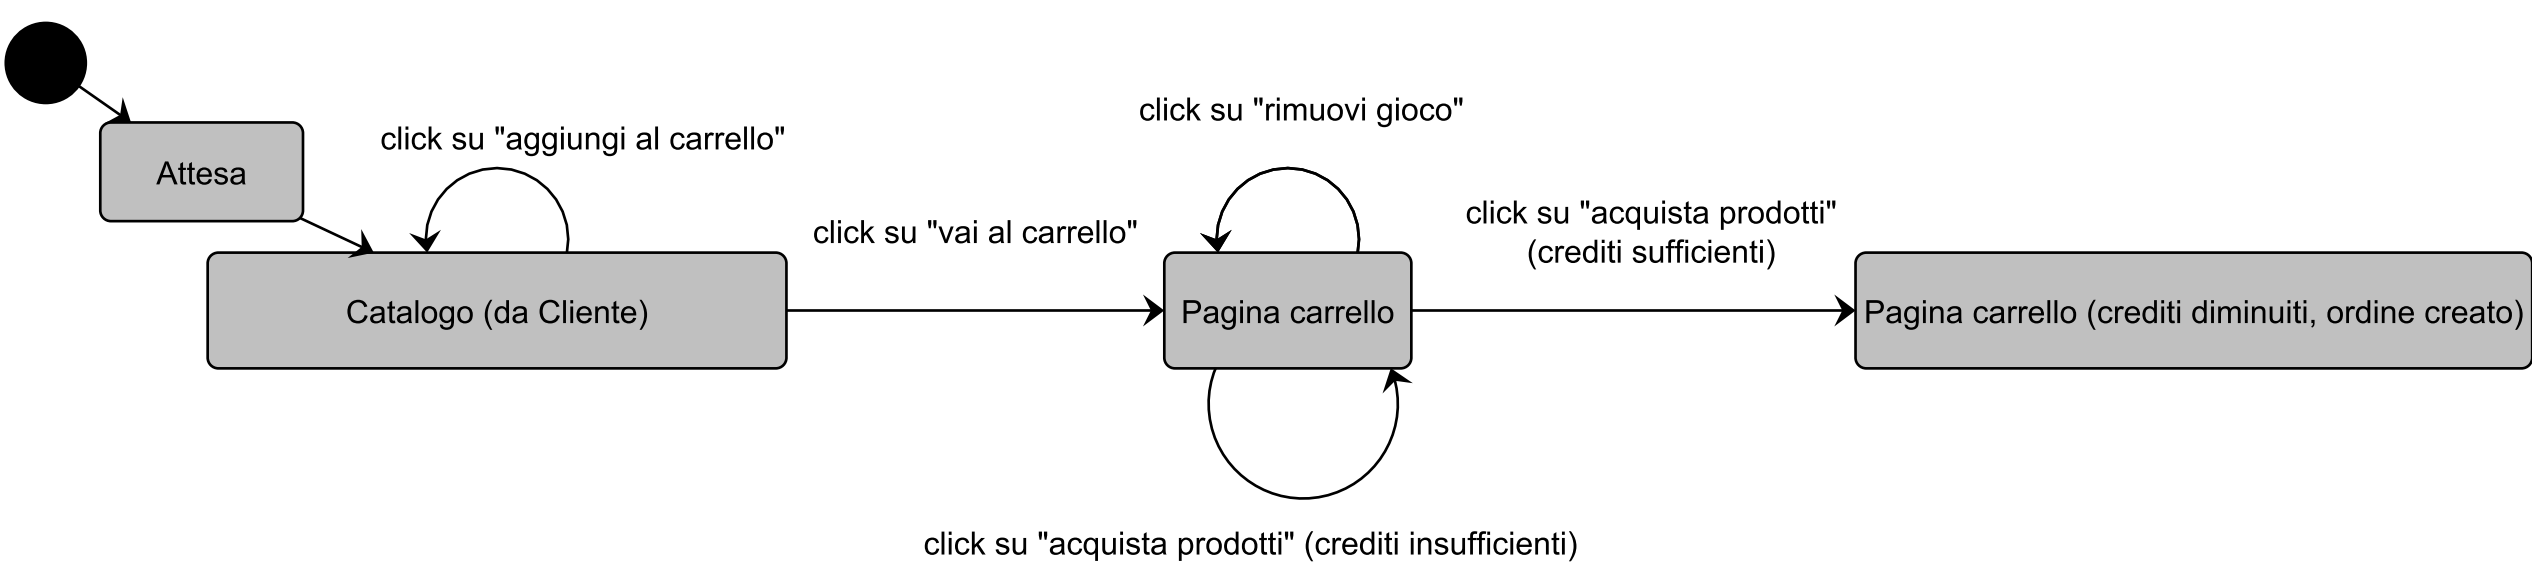 Attesa
click su "aggiungi al carrello"
Catalogo (da Cliente)
click su "vai al carrello"
click su "rimuovi gioco"
Pagina carrello
click su "acquista prodotti" (crediti insufficienti)
click su "acquista prodotti"
(crediti sufficienti)
Pagina carrello (crediti diminuiti, ordine creato)